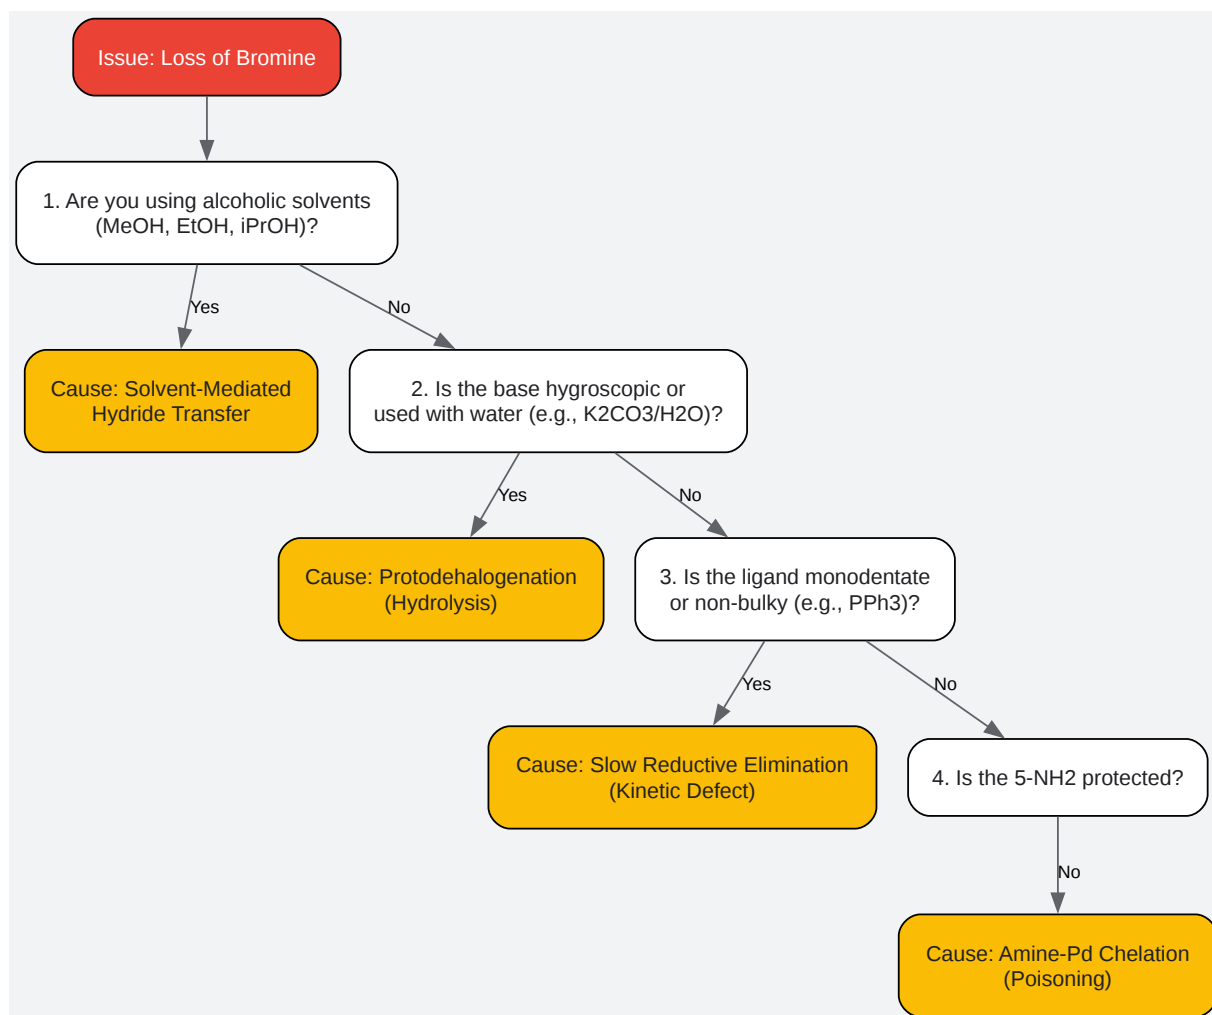 Issue: Loss of Bromine
1. Are you using alcoholic solvents
(MeOH, EtOH, iPrOH)?
Yes
No
Cause: Solvent-Mediated
Hydride Transfer
2. Is the base hygroscopic or
used with water (e.g., K2CO3/H2O)?
Yes
No
Cause: Protodehalogenation
(Hydrolysis)
3. Is the ligand monodentate
or non-bulky (e.g., PPh3)?
Yes
No
Cause: Slow Reductive Elimination
(Kinetic Defect)
4. Is the 5-NH2 protected?
No
Cause: Amine-Pd Chelation
(Poisoning)